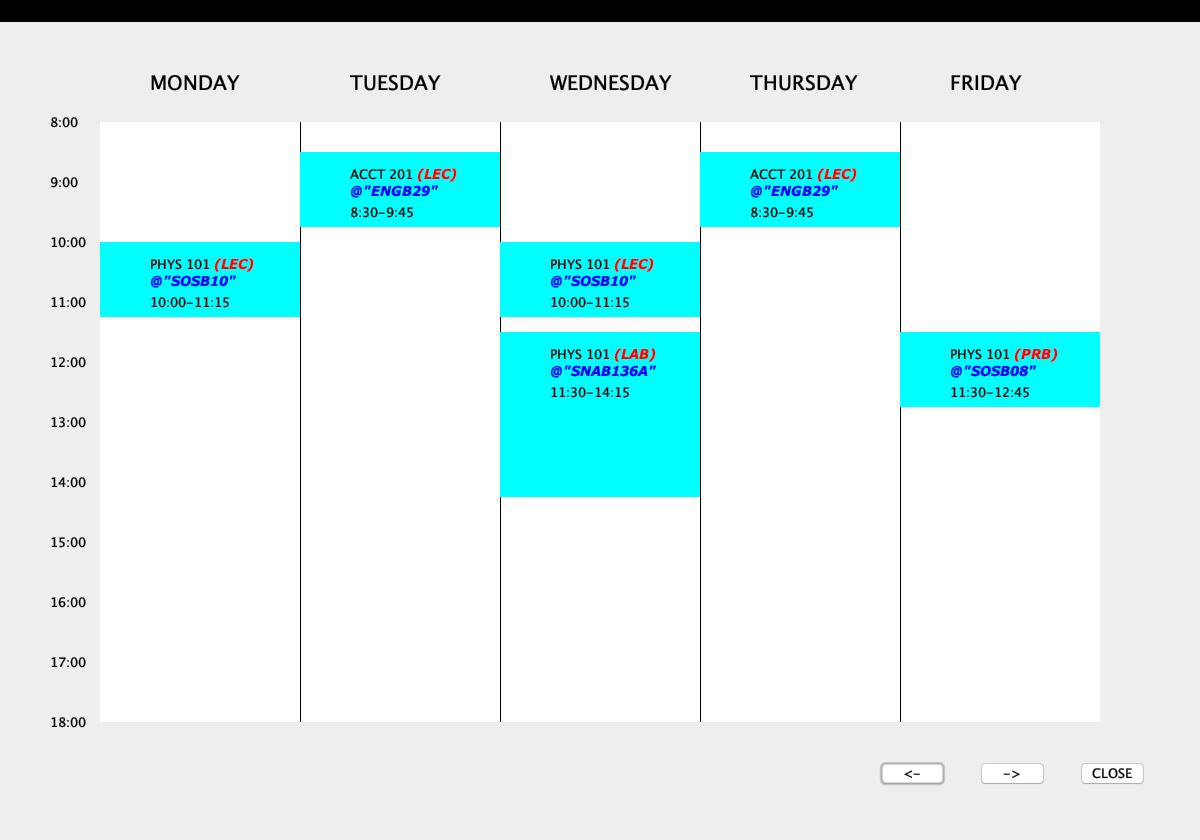 MONDAY TUESDAY WEDNESDAY THURSDAY FRIDAY
8:00
ACCT 201 (LEC) ACCT 201 (LEC)
9:00 @"ENGB29" @"ENGB29"
8:30-9:45 8:30-9:45
10:00
PHYS 101 (LEC) PHYS 101 (LEC)
@"SOSB10" @"SOSB10"
11:00 10:00-11:15 10:00-11:15
PHYS 101 (LAB) PHYS 101 (PRB)
12:00 @"SNAB136A" @"SOSB08"
11:30-14:15 11:30-12:45
13:00
14:00
15:00
16:00
17:00
18:00
<- -> CLOSE